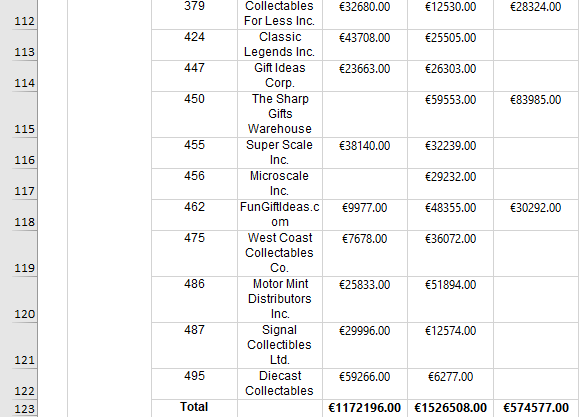 379 Collectables €32680.00 €12530.00 €28324.00
112 For Less Inc.
424 Classic €43708.00 €25505.00
113 Legends Inc.
447 Gift Ideas €23663.00 €26303.00
114 Corp.
450 The Sharp €59553.00 €83985.00
Gifts
115 Warehouse
455 Super Scale €38140.00 €32239.00
116 Inc.
456 Microscale €29232.00
117 Inc.
462 FunGiftIdeas.c €9977.00 €48355.00 €30292.00
118 om
475 West Coast €7678.00 €36072.00
Collectables
119 Co.
486 Motor Mint €25833.00 €51894.00
Distributors
120 Inc.
487 Signal €29996.00 €12574.00
Collectibles
121 Ltd.
495 Diecast €59266.00 €6277.00
122 Collectables
123 Total €1172196.00 €1526508.00 €574577.00